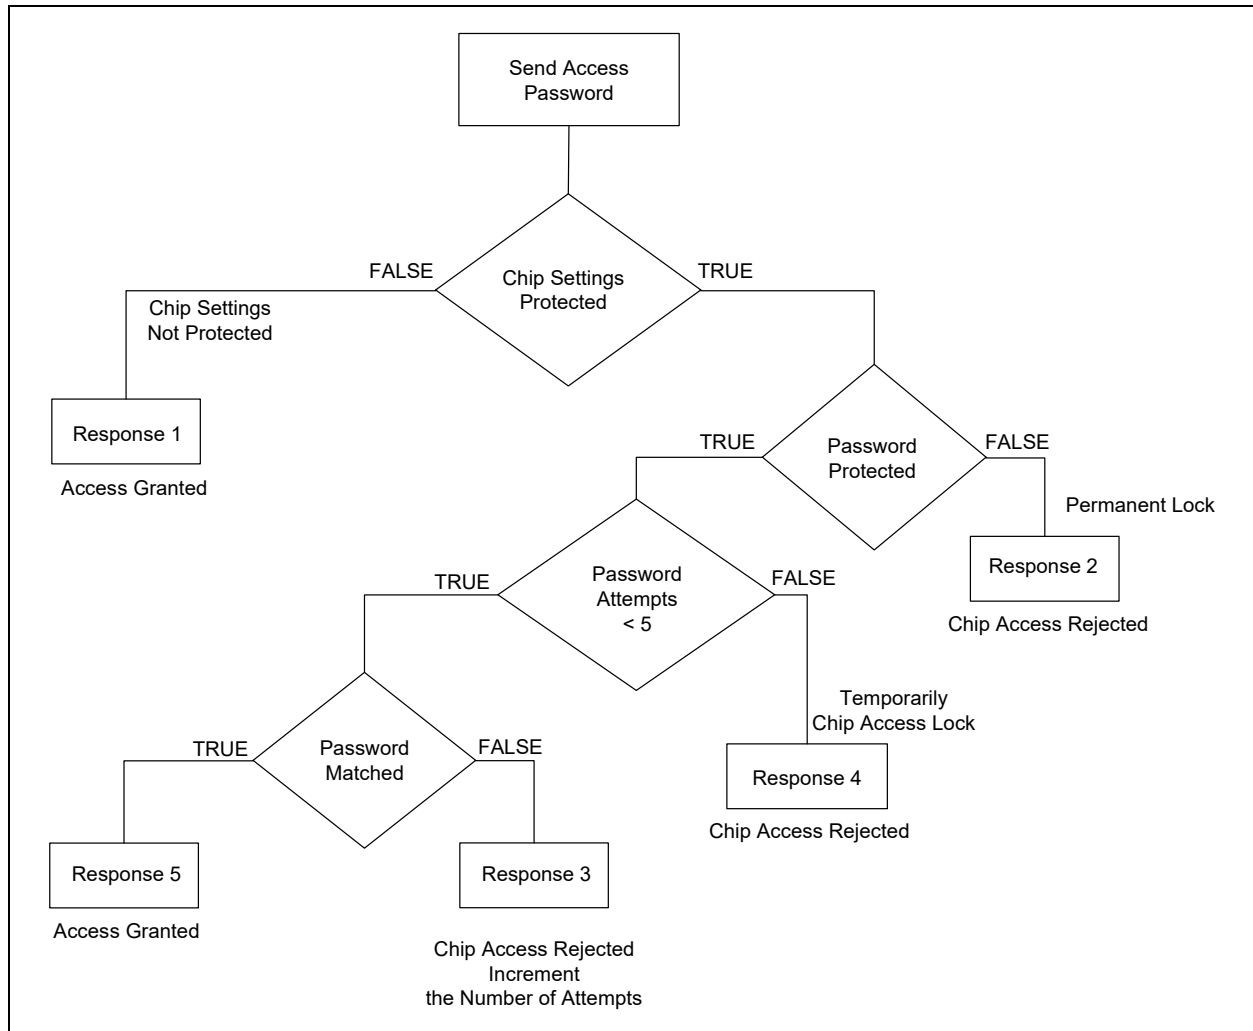 Send Access
Password
FALSE
Chip Settings
Protected
TRUE
Chip Settings
Not Protected
Response 1
Access Granted
TRUE
Password
Protected
FALSE
Permanent Lock
Response 2
Chip Access Rejected
TRUE
Password
Attempts
< 5
FALSE
Temporarily
Chip Access Lock
Response 4
Chip Access Rejected
TRUE
Password
Matched
FALSE
Response 5
Access Granted
Response 3
Chip Access Rejected
Increment
the Number of Attempts